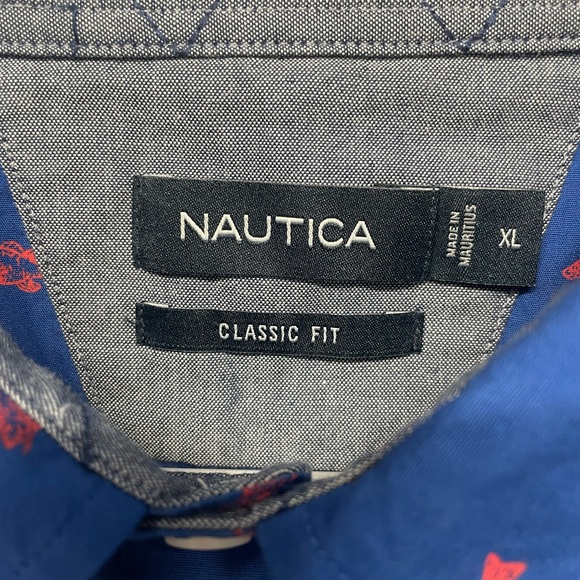 NAUTICA
MADE IN
MAURITIUS
XL
CLASSIC FIT